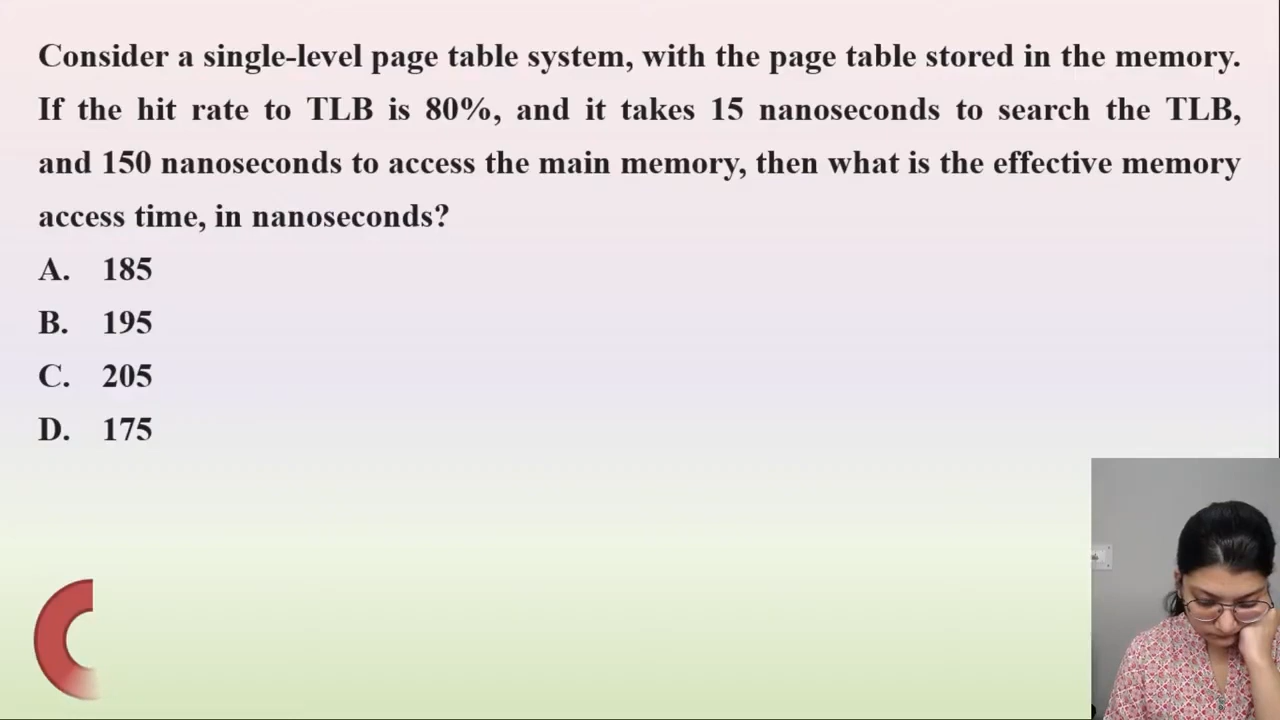 Consider a single-level page table system, with the page table stored in the memory.
If the hit rate to TLB is 80%, and it takes 15 nanoseconds to search the TLB,
and 150 nanoseconds to access the main memory, then what is the effective memory
access time, in nanoseconds?
A. 185
B. 195
C. 205
D. 175